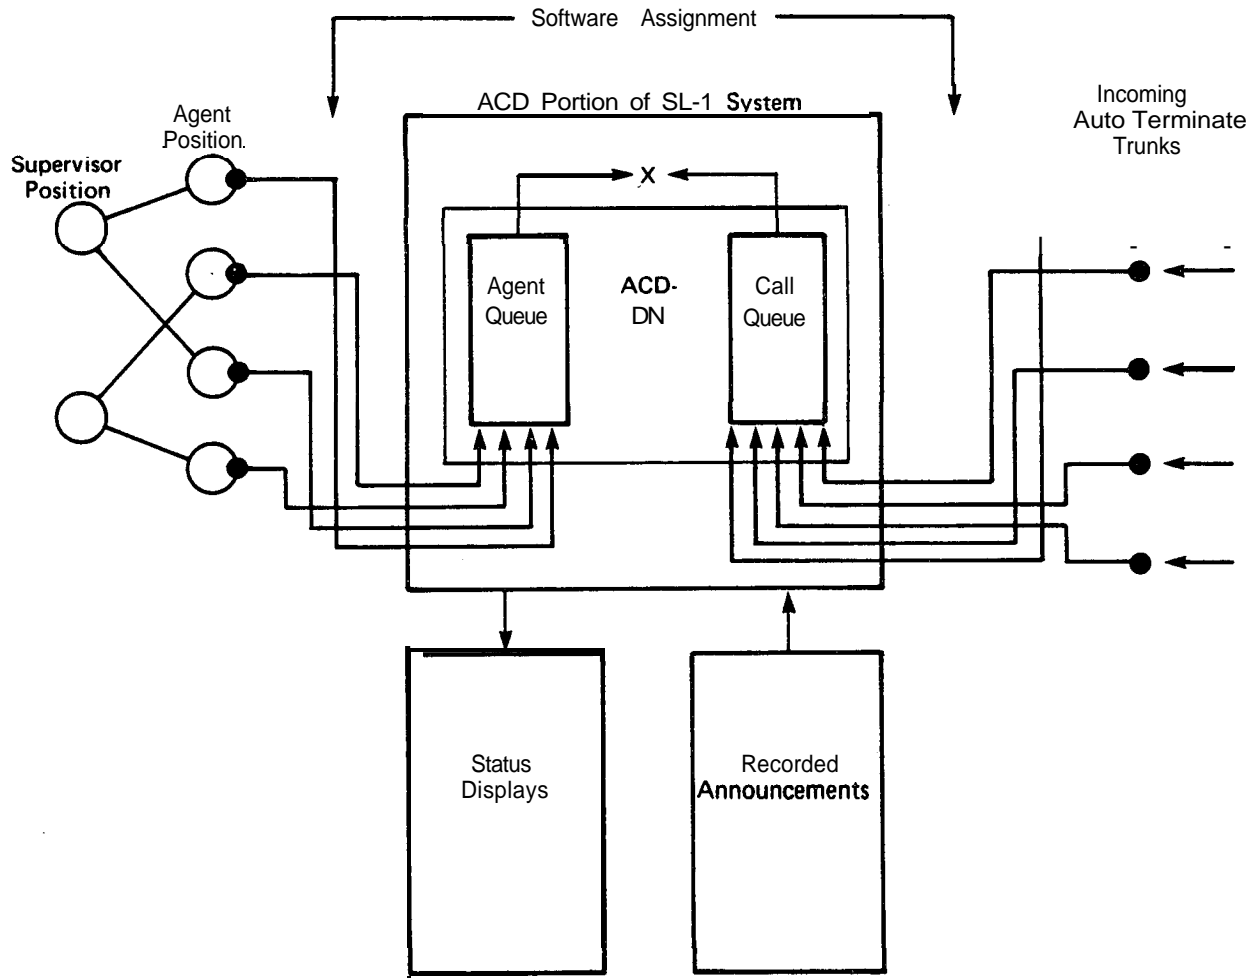 Software Assignment
ACD Portion of SL-1 System
Incoming
Auto Terminate
Trunks
Agent
Position.
Supervisor
Position
X
Agent
Queue
ACD-
DN
Call
Queue
Status
Displays
Recorded
Announcements